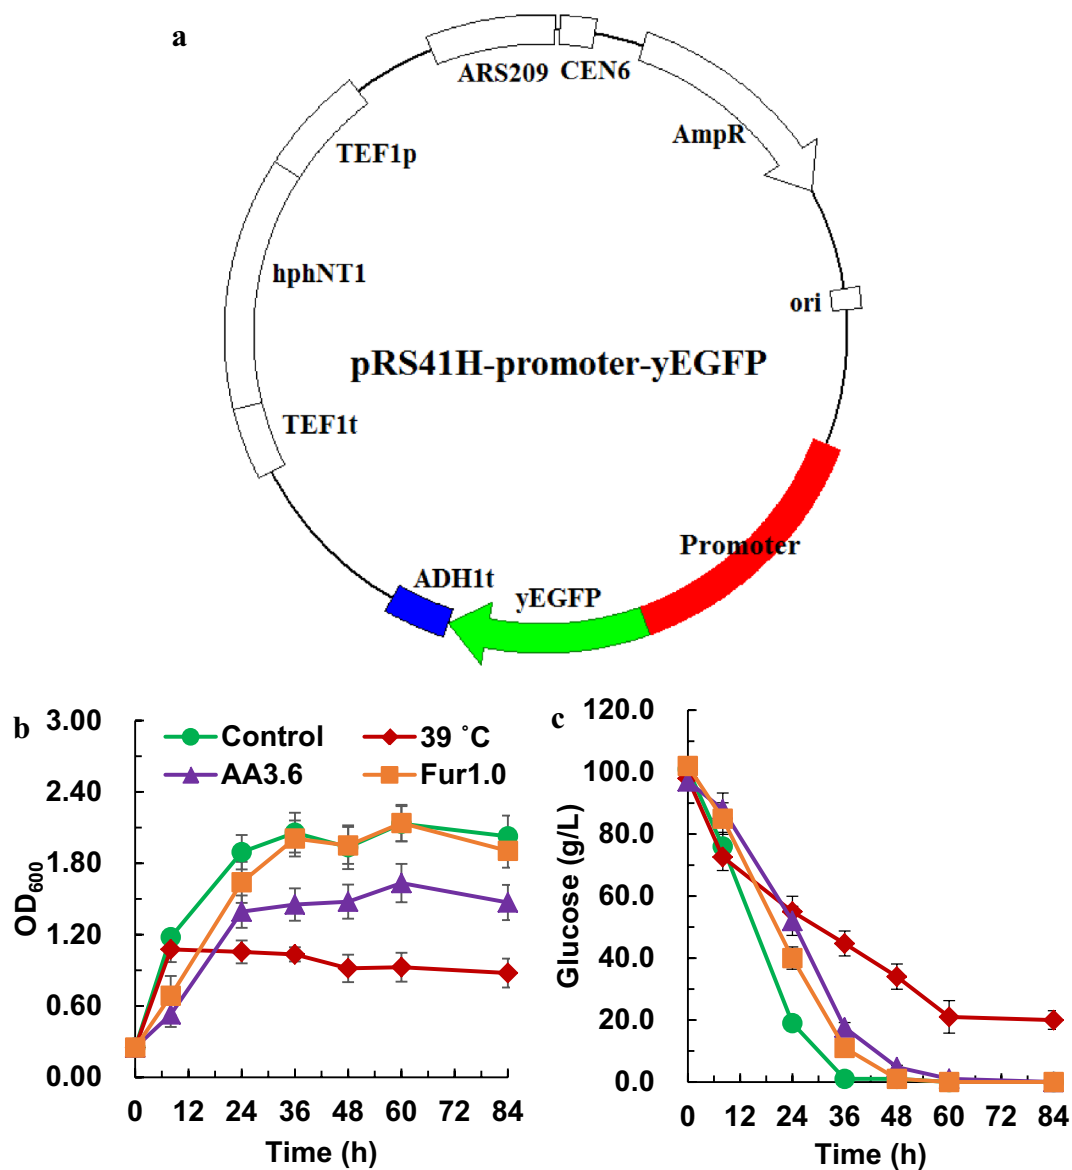 a
ARS209 CEN6
AmpR
TEF1p
hphNT1
ori
pRS41H-promoter-yEGFP
TEF1t
Promoter
ADH1t
yEGFP
b
Control
39 ˚C
AA3.6
Fur1.0
3.00
2.40
1.80
1.20
0.60
0.00
OD600
0 12 24 36 48 60 72 84
Time (h)
c
120.0
100.0
80.0
60.0
40.0
20.0
0.0
Glucose (g/L)
0 12 24 36 48 60 72 84
Time (h)